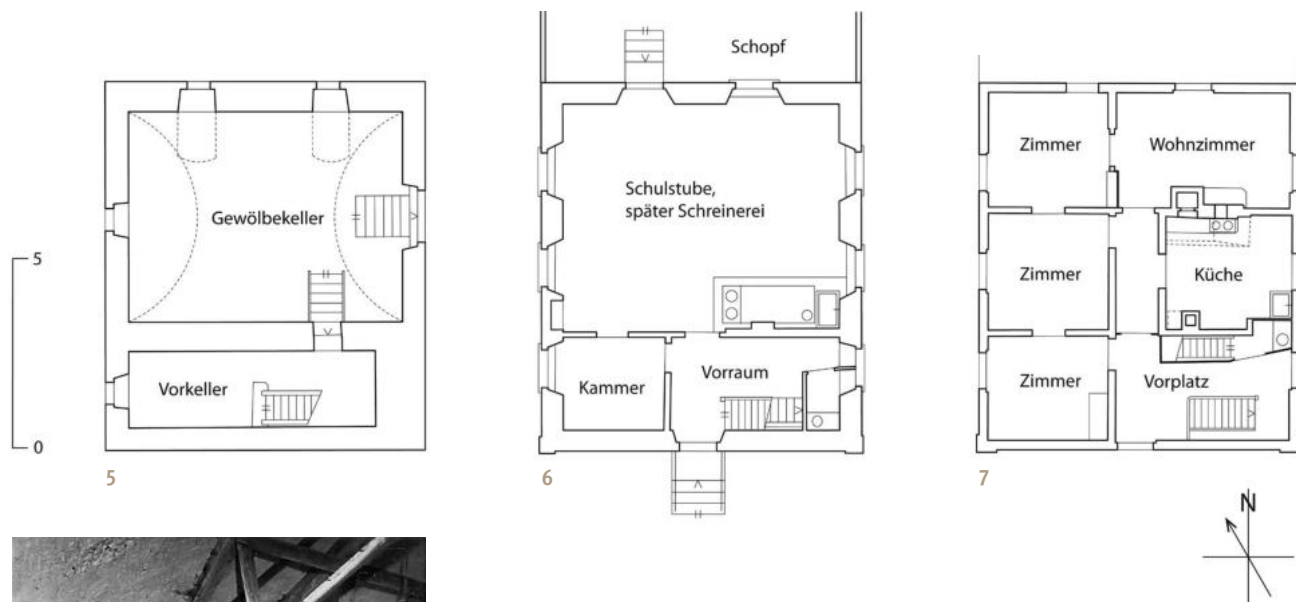 Schopf
Gewölbekeller
Vorkeller
5
0
5
Schulstube,
später Schreinerei
Kammer
Vorraum
6
Zimmer
Wohnzimmer
Zimmer
Küche
Zimmer
Vorplatz
7
N